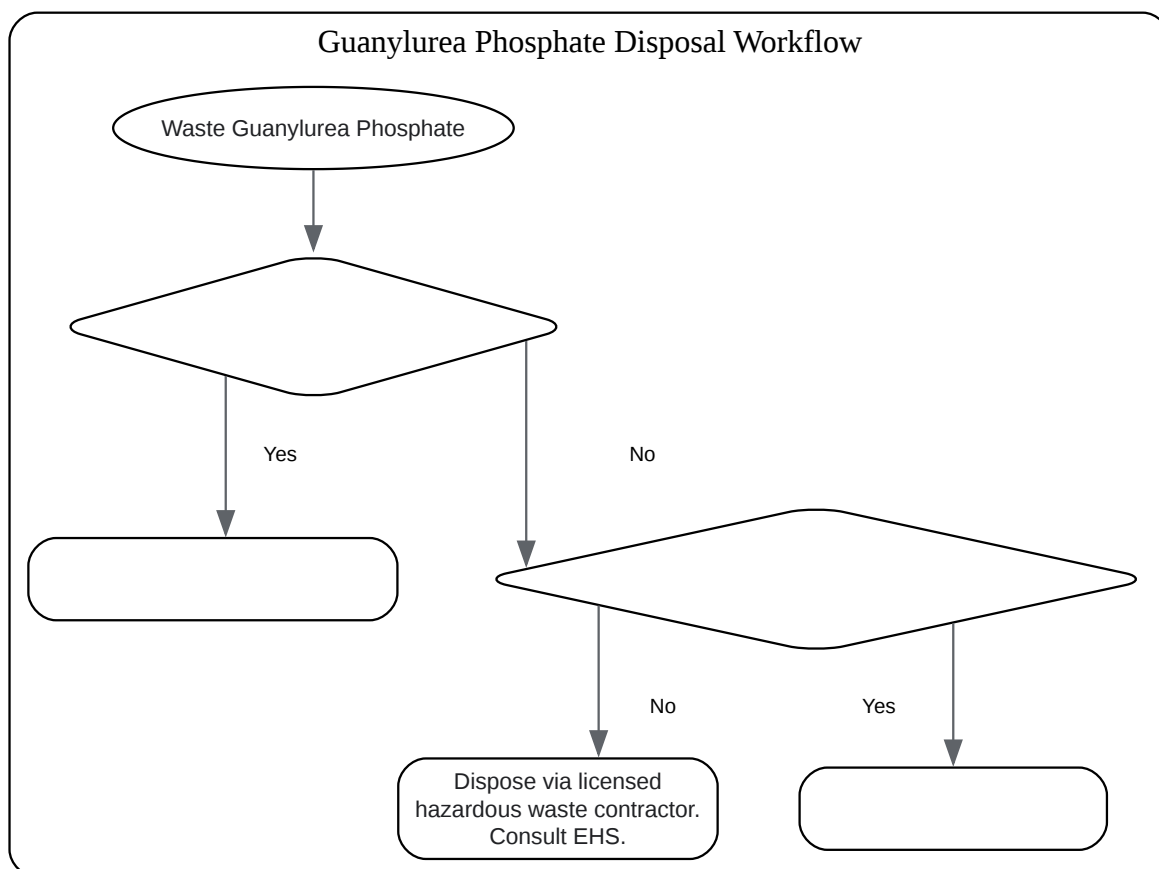 Guanylurea Phosphate Disposal Workflow
Waste Guanylurea Phosphate
Yes
No
No
Yes
Dispose via licensed
hazardous waste contractor.
Consult EHS.